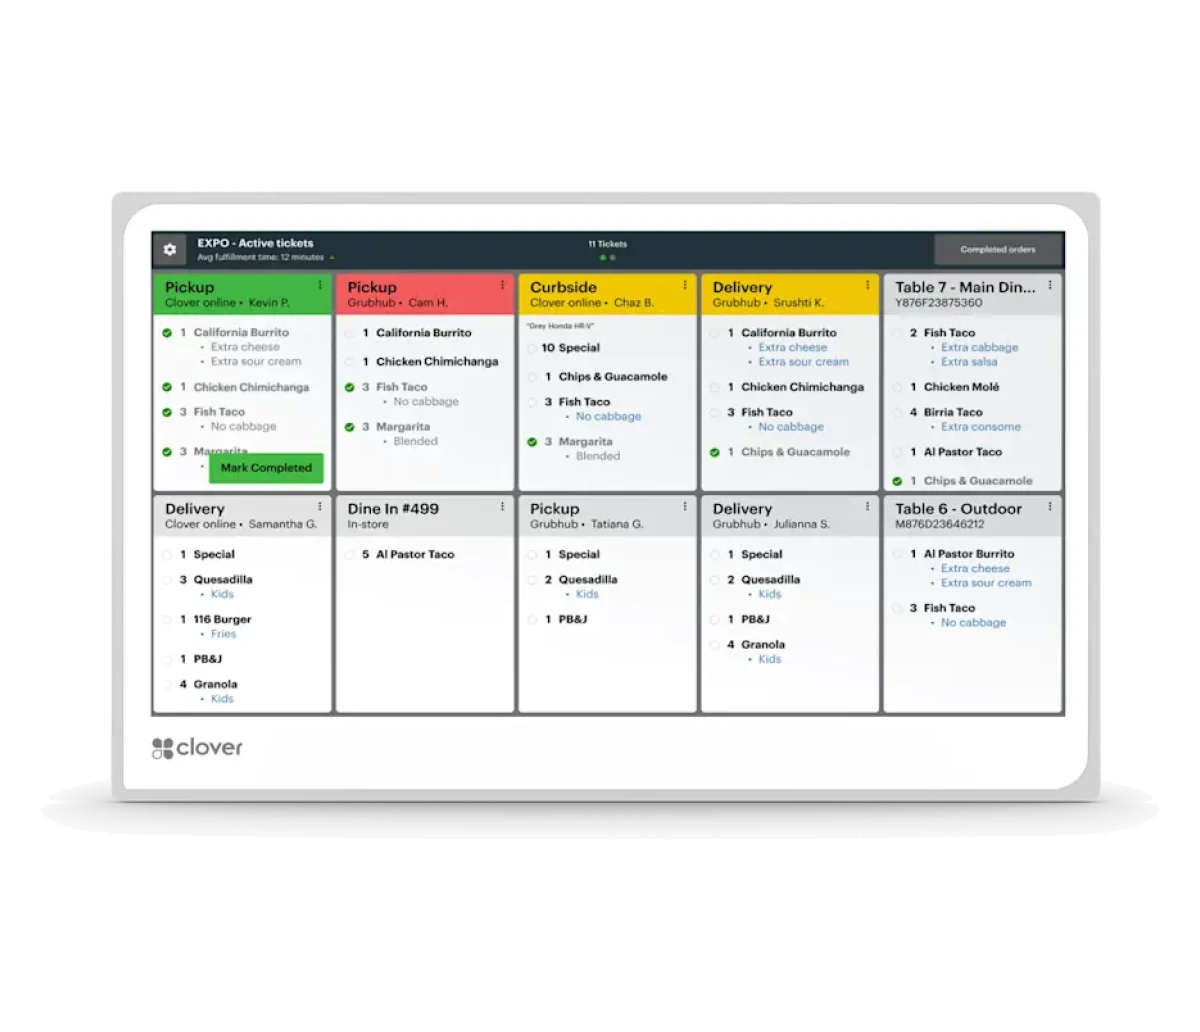 EXPO - Active tickets
Avg fulfillment time: 12 minutes
11 Tickets
Completed orders
Pickup
Clover online • Kevin P.
1 California Burrito
• Extra cheese
• Extra sour cream
1 Chicken Chimichanga
3 Fish Taco
• No cabbage
3 Margarita
•
Mark Completed
Pickup
Grubhub • Cam H.
1 California Burrito
1 Chicken Chimichanga
3 Fish Taco
• No cabbage
3 Margarita
• Blended
Curbside
Clover online • Chaz B.
"Grey Honda HR-V"
10 Special
1 Chips & Guacamole
3 Fish Taco
• No cabbage
3 Margarita
• Blended
Delivery
Grubhub • Srushti K.
1 California Burrito
• Extra cheese
• Extra sour cream
1 Chicken Chimichanga
3 Fish Taco
• No cabbage
1 Chips & Guacamole
Table 7 - Main Din...
Y876F23875360
2 Fish Taco
• Extra cabbage
• Extra salsa
1 Chicken Molé
4 Birria Taco
• Extra consome
1 Al Pastor Taco
1 Chips & Guacamole
Delivery
Clover online • Samantha G.
1 Special
3 Quesadilla
• Kids
1 116 Burger
• Fries
1 PB&J
4 Granola
• Kids
Dine In #499
In-store
5 Al Pastor Taco
Pickup
Grubhub • Tatiana G.
1 Special
2 Quesadilla
• Kids
1 PB&J
Delivery
Grubhub • Julianna S.
1 Special
2 Quesadilla
• Kids
1 PB&J
4 Granola
• Kids
Table 6 - Outdoor
M876D23646212
1 Al Pastor Burrito
• Extra cheese
• Extra sour cream
3 Fish Taco
• No cabbage
clover